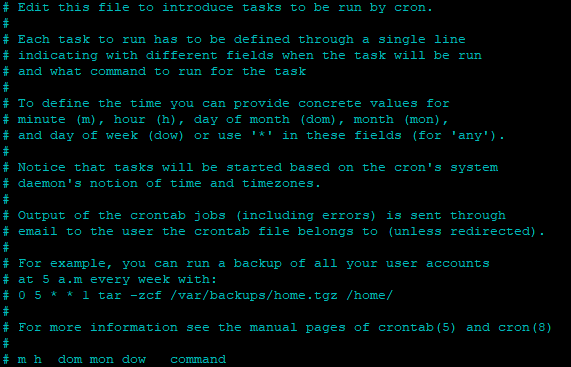 # Edit this file to introduce tasks to be run by cron.
#
# Each task to run has to be defined through a single line
# indicating with different fields when the task will be run
# and what command to run for the task
#
# To define the time you can provide concrete values for
# minute (m), hour (h), day of month (dom), month (mon),
# and day of week (dow) or use '*' in these fields (for 'any').
#
# Notice that tasks will be started based on the cron's system
# daemon's notion of time and timezones.
#
# Output of the crontab jobs (including errors) is sent through
# email to the user the crontab file belongs to (unless redirected).
#
# For example, you can run a backup of all your user accounts
# at 5 a.m every week with:
# 0 5 * * 1 tar -zcf /var/backups/home.tgz /home/
#
# For more information see the manual pages of crontab(5) and cron(8)
#
# m h  dom mon dow   command